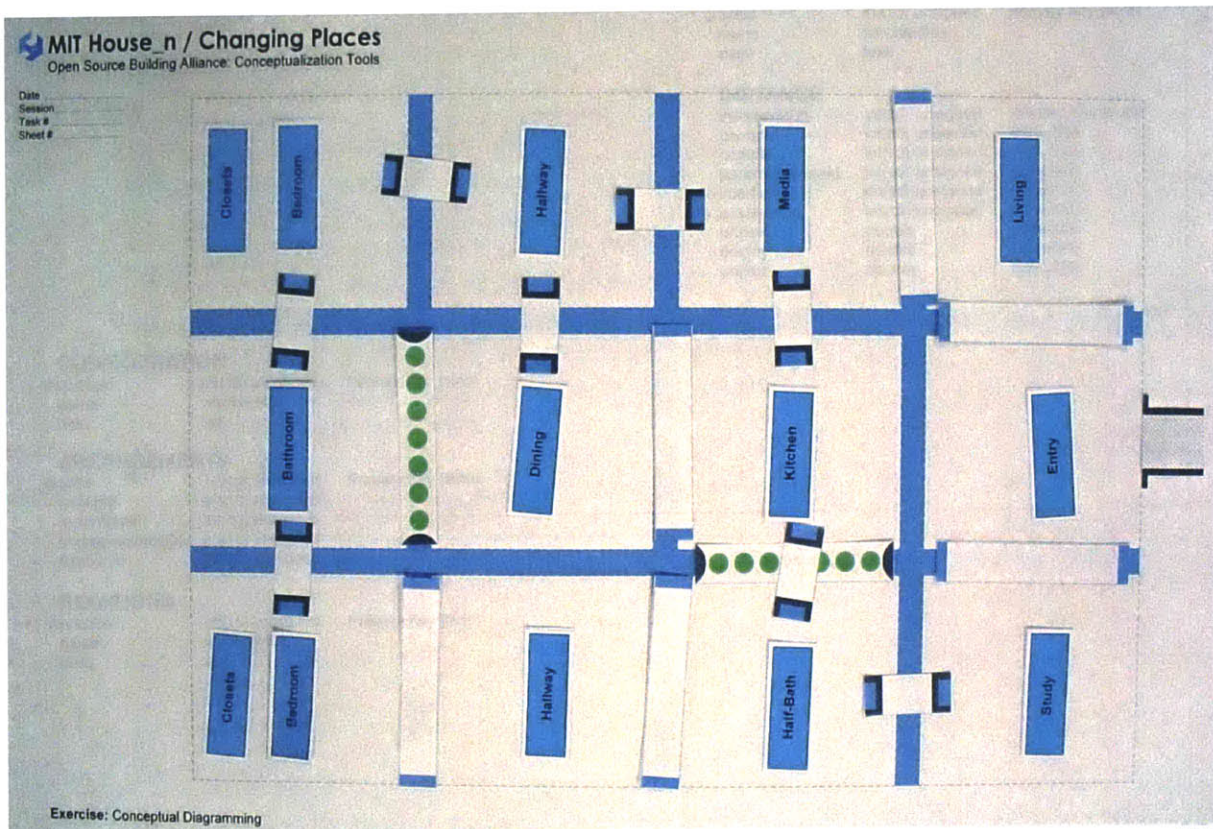 MIT House_n / Changing Places
Open Source Building Alliance: Conceptualization Tools
Date
Session
Task #
Sheet #
Closets
Bedroom
Hallway
Media
Living
Bathroom
Dining
Kitchen
Entry
Closets
Bedroom
Hallway
Half-Bath
Study
Exercise: Conceptual Diagramming